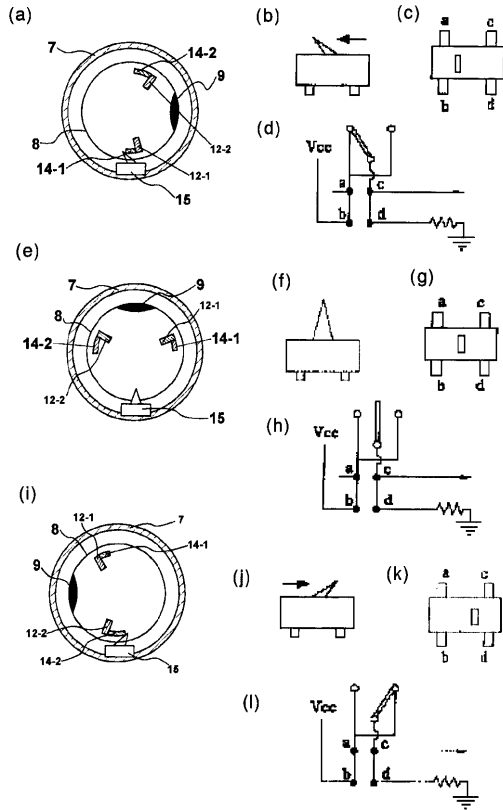 (a)
7
14-2
9
8
12-2
14-1
12-1
15
(b)
(c)
a c
b d
(d)
Vcc
a c
b d
(e)
7
9
12-1
8
14-2
14-1
12-2
15
(f)
(g)
a c
b d
(h)
Vcc
a c
b d
(i)
12-1
7
8
14-1
9
12-2
14-2
15
(j)
(k)
a c
b d
(l)
Vcc
a c
b d